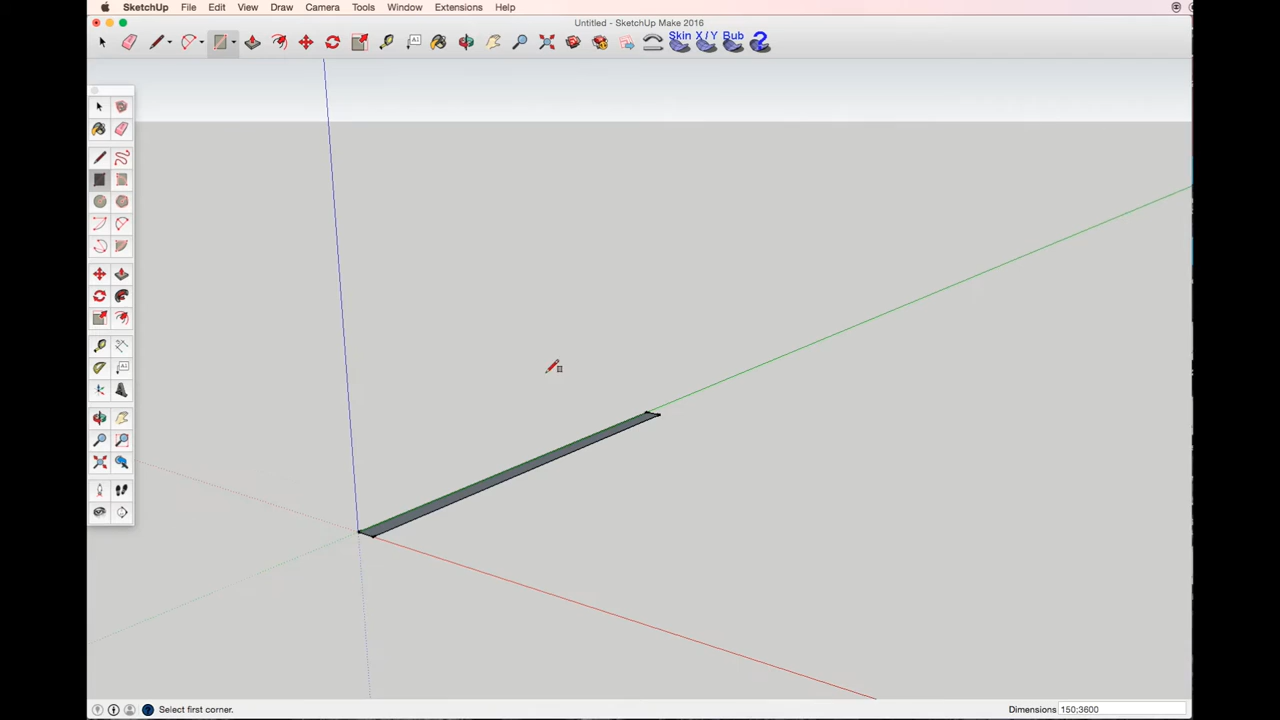 SketchUp File Edit View Draw Camera Tools Window Extensions Help
Untitled - SketchUp Make 2016
Skin X/Y Bub
Select first corner.
Dimensions 150;3600